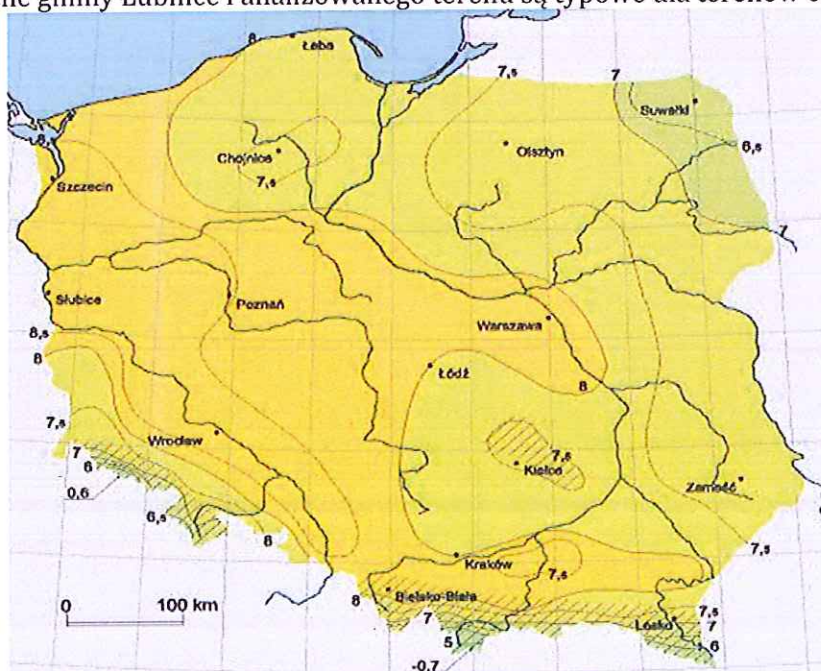 gminy Łubnice i analizowanego terenu są typowe dla terenów
8
Łeba
7,5
7
Suwałki
8
6,5
Chojnice
Olsztyn
7,5
Szczecin
7
Słubice
Poznań
Warszawa
8,5
8
Łódź
8
7,5
Wrocław
7,5
7
Kielce
6
Zamość
0,6
6,5
8
7,5
Kraków
7,5
8
Bielsko-Biała
7
7,5
Lesko
7
5
6
-0,7
0
100 km